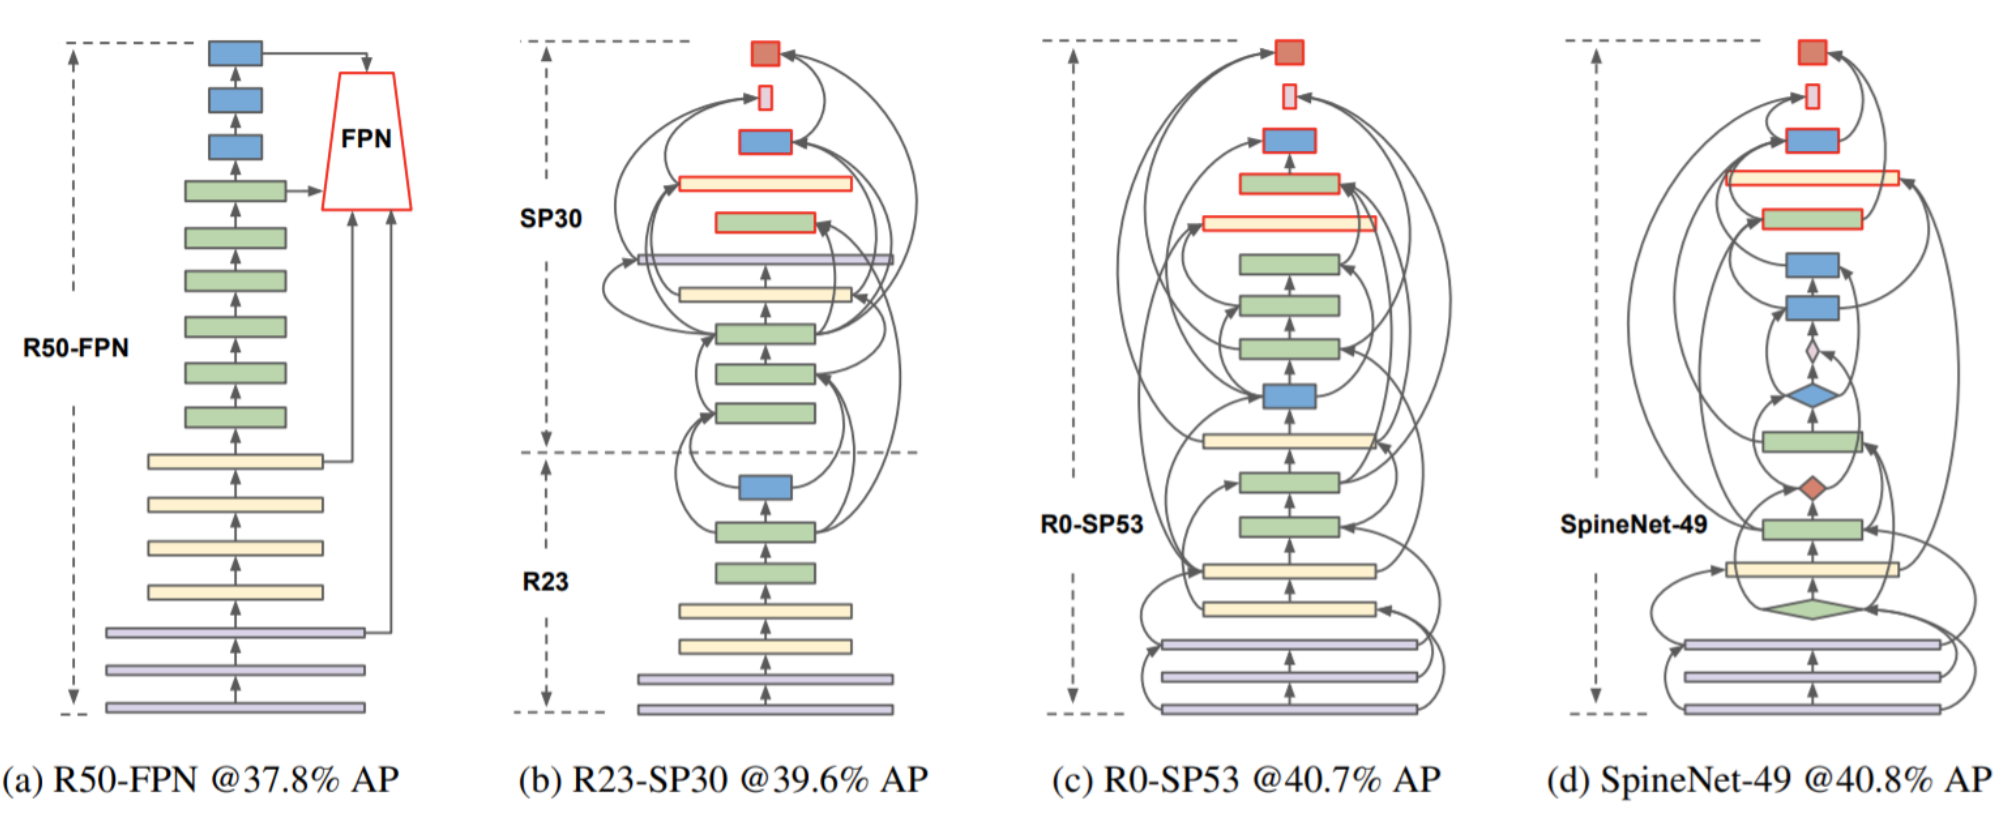 FPN
R50-FPN
SP30
R23
R0-SP53
SpineNet-49
(a) R50-FPN @37.8% AP
(b) R23-SP30 @39.6% AP
(c) R0-SP53 @40.7% AP
(d) SpineNet-49 @40.8% AP